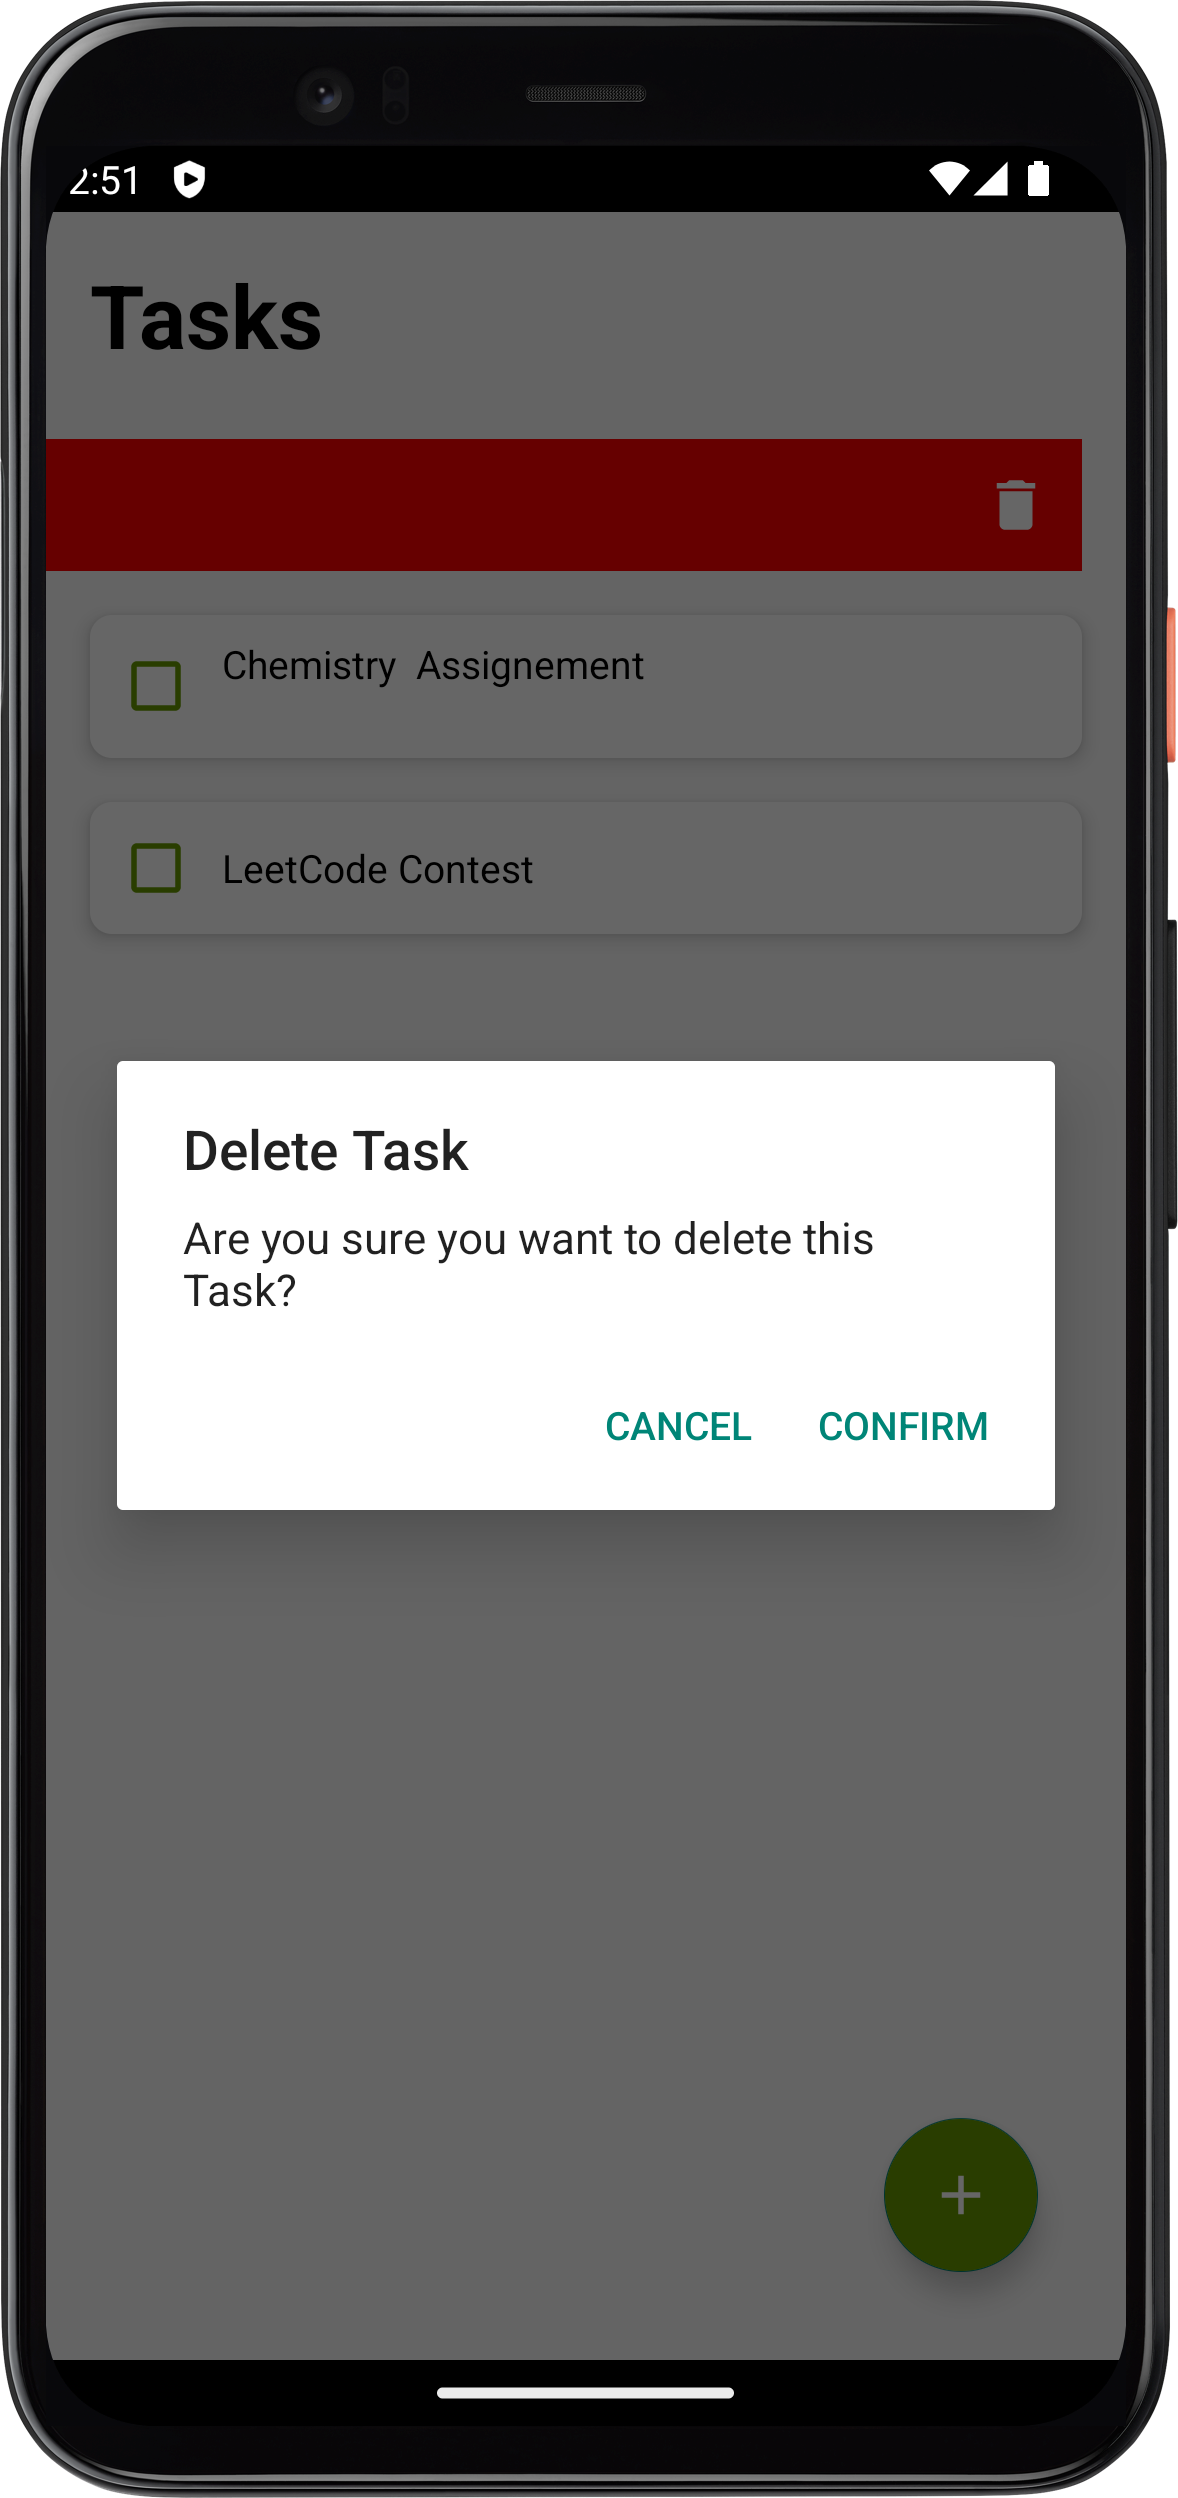 2:51
Tasks
Chemistry  Assignement
LeetCode Contest
Delete Task
Are you sure you want to delete this
Task?
CANCEL CONFIRM